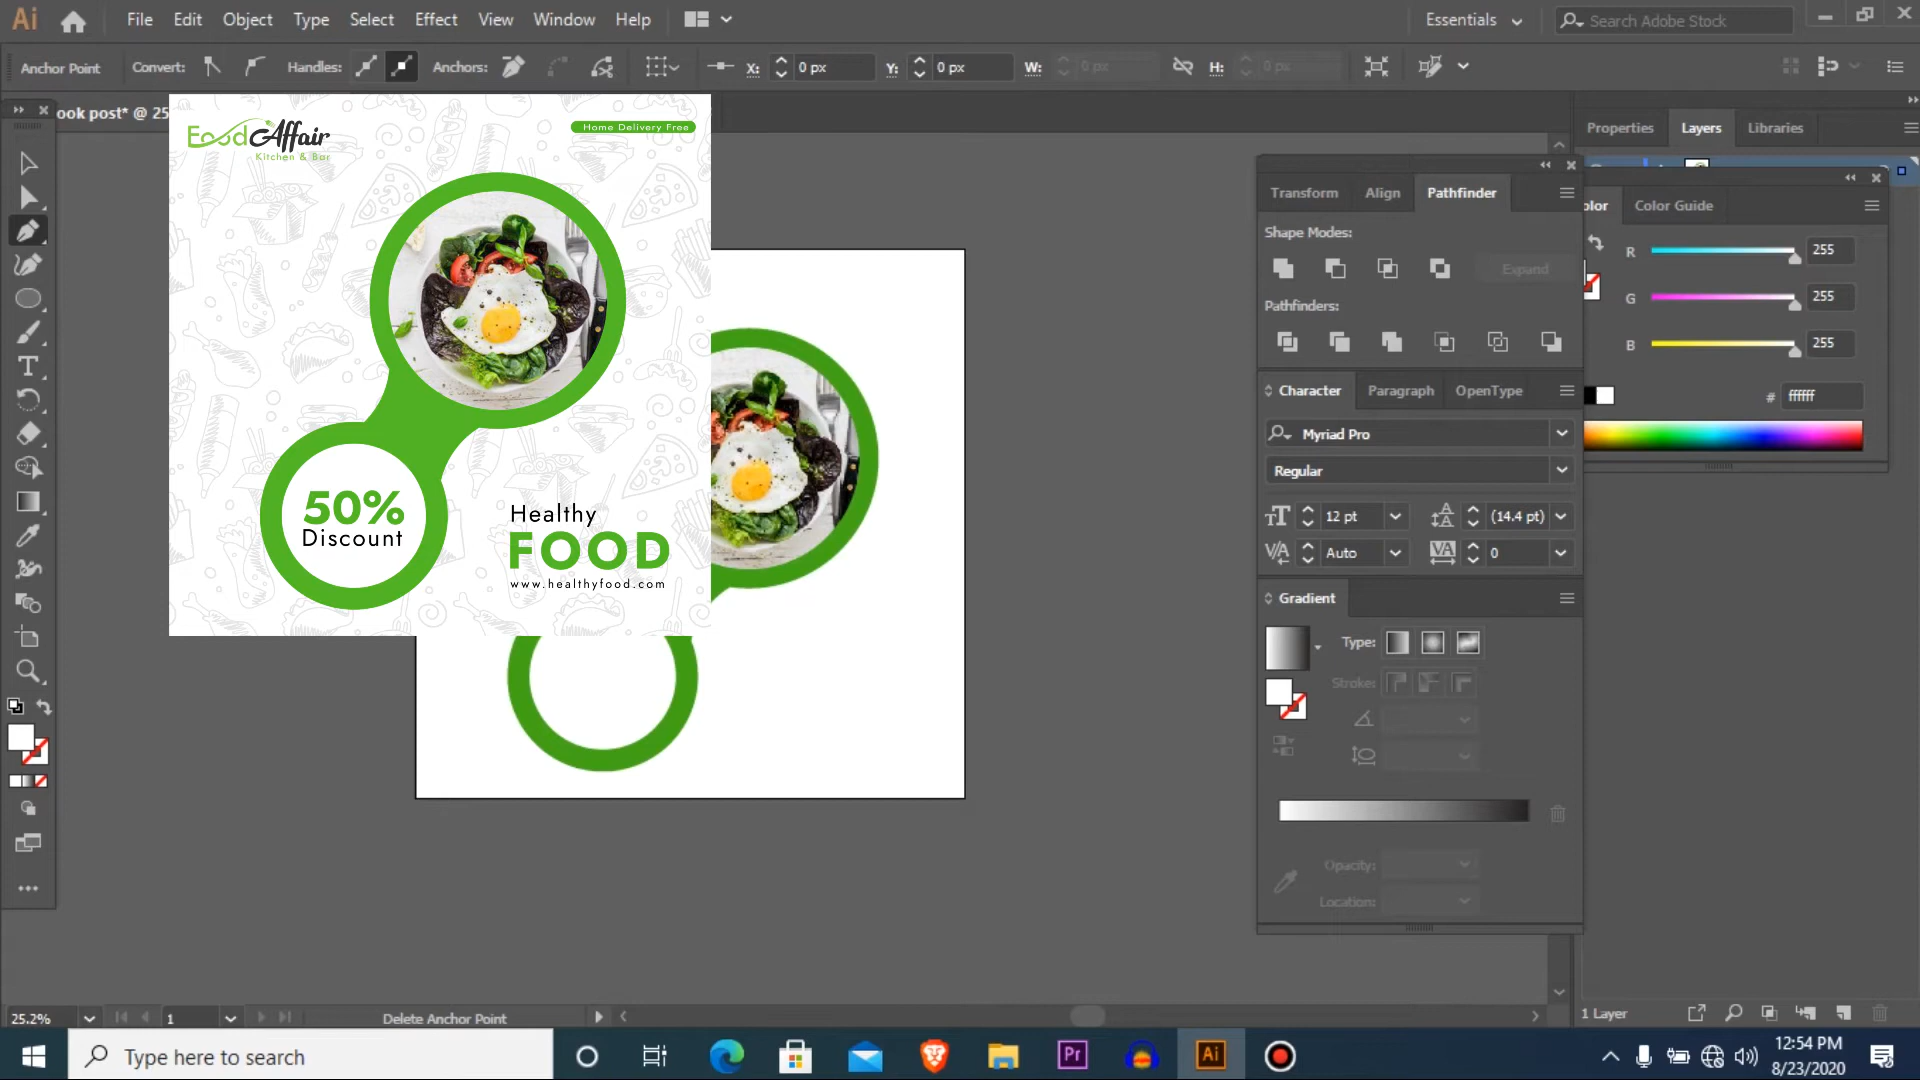 Ai File Edit Object Type Select Effect View Window Help Essentials Search Adobe Stock
Anchor Point Convert: Handles: Anchors: X: 0 px Y: 0 px W: 0 px H: 0 px
ook post* @ 25
Food Affair
Kitchen & Bar
Home Delivery Free
50%
Discount
Healthy
FOOD
www.healthyfood.com
Properties Layers Libraries
Transform Align Pathfinder
Shape Modes:
Expand
Pathfinders:
olor Color Guide
R 255
G 255
B 255
# ffffff
Character Paragraph OpenType
Myriad Pro
Regular
12 pt (14.4 pt)
Auto 0
Gradient
Type:
Stroke:
Opacity:
Location:
1 Layer
25.2% 1 Delete Anchor Point
Type here to search
Pr Ai
12:54 PM
8/23/2020